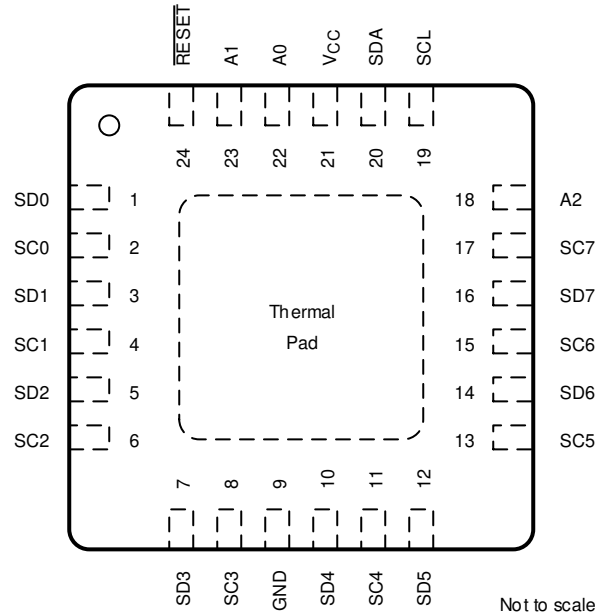 RESET
A1
A0
VCC
SDA
SCL
24
23
22
21
20
19
SD0 1
18 A2
SC0 2
17 SC7
SD1 3
16 SD7
SC1 4
15 SC6
SD2 5
14 SD6
SC2 6
13 SC5
Thermal
Pad
7
8
9
10
11
12
SD3
SC3
GND
SD4
SC4
SD5
Not to scale